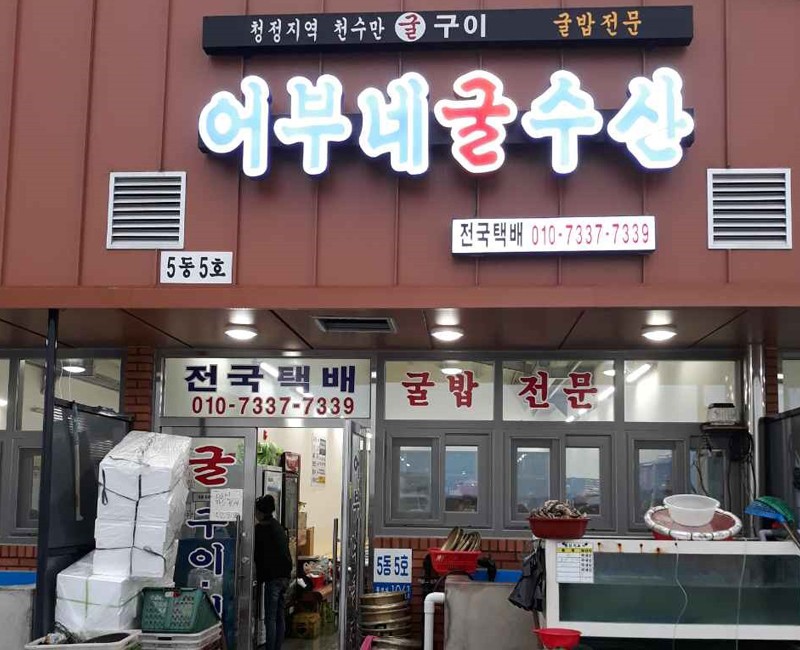 청정지역 천수만 굴 구이 굴밥전문
어부네굴수산
전국택배 010-7337-7339
5동5호
전국택배
010-7337-7339
굴밥 전문
굴구이
5동 5호